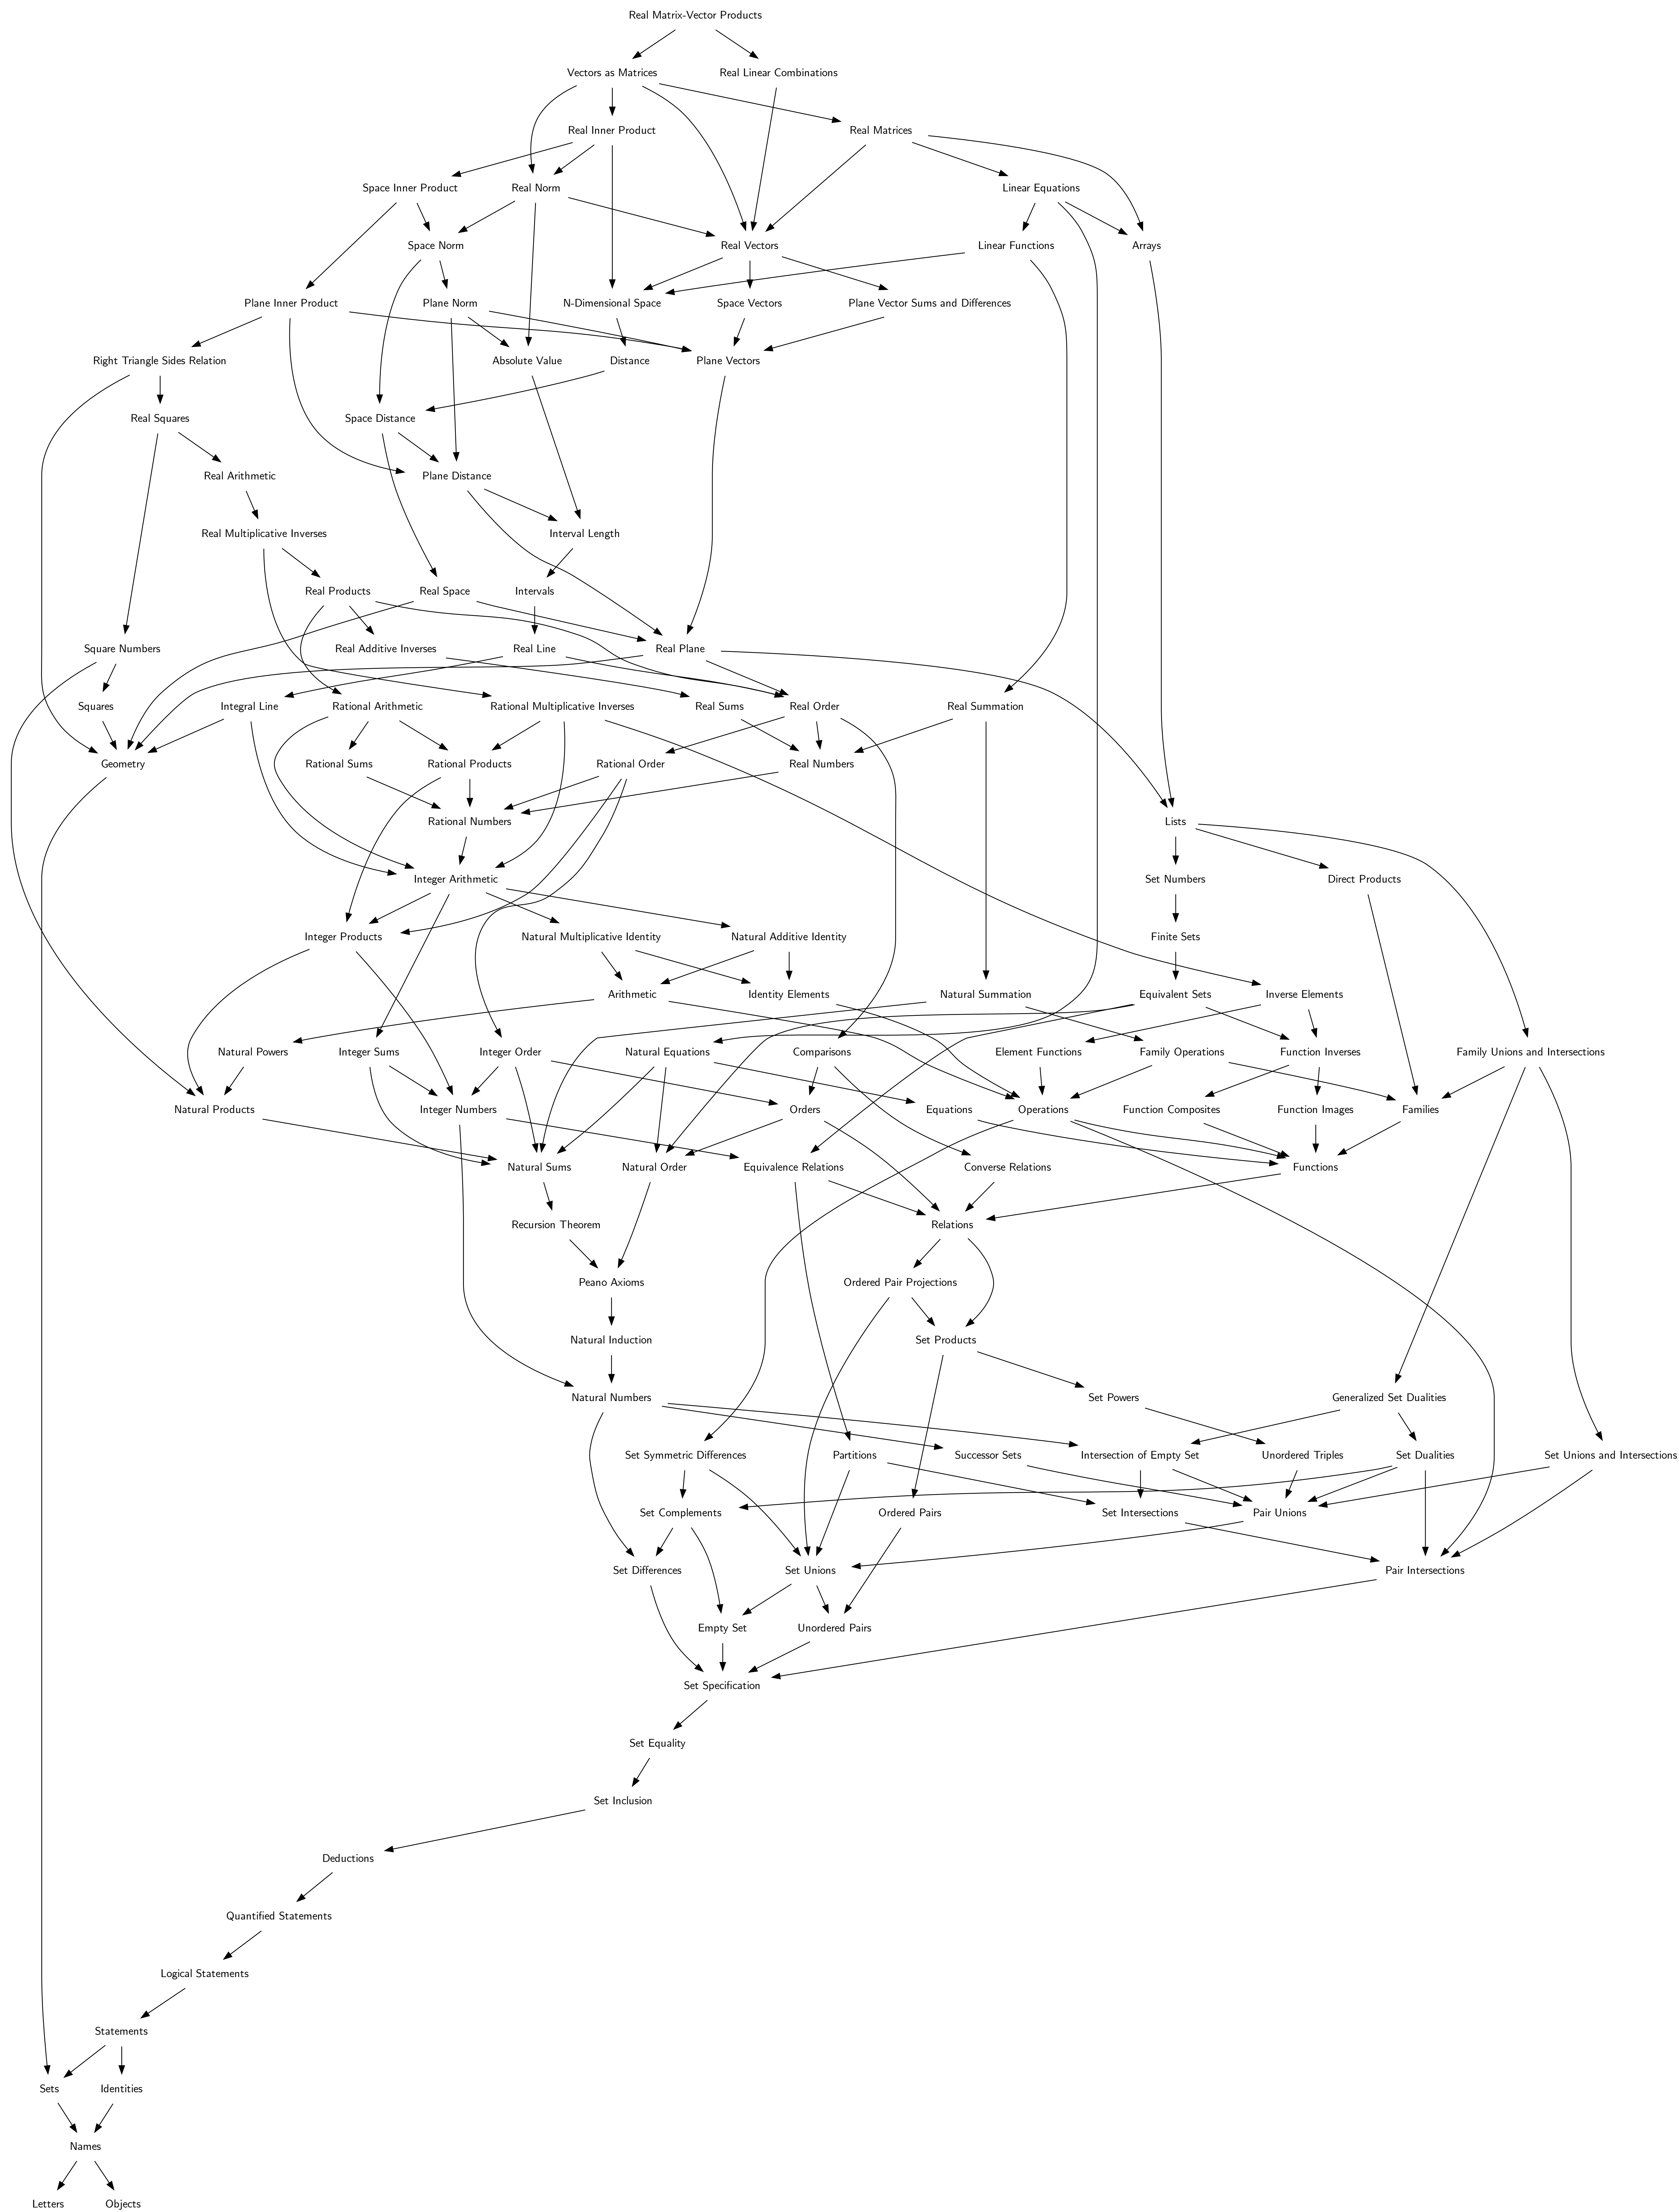 Real Matrix-Vector Products
Vectors as Matrices
Real Linear Combinations
Real Inner Product
Real Matrices
Space Inner Product
Real Norm
Linear Equations
Space Norm
Real Vectors
Linear Functions
Arrays
Plane Inner Product
Plane Norm
N-Dimensional Space
Space Vectors
Plane Vector Sums and Differences
Right Triangle Sides Relation
Absolute Value
Distance
Plane Vectors
Real Squares
Space Distance
Real Arithmetic
Plane Distance
Real Multiplicative Inverses
Interval Length
Real Products
Real Space
Intervals
Square Numbers
Real Additive Inverses
Real Line
Real Plane
Squares
Integral Line
Rational Arithmetic
Rational Multiplicative Inverses
Real Sums
Real Order
Real Summation
Geometry
Rational Sums
Rational Products
Rational Order
Real Numbers
Rational Numbers
Lists
Integer Arithmetic
Set Numbers
Direct Products
Integer Products
Natural Multiplicative Identity
Natural Additive Identity
Finite Sets
Arithmetic
Identity Elements
Natural Summation
Equivalent Sets
Inverse Elements
Natural Powers
Integer Sums
Integer Order
Natural Equations
Comparisons
Element Functions
Family Operations
Function Inverses
Family Unions and Intersections
Natural Products
Integer Numbers
Orders
Equations
Operations
Function Composites
Function Images
Families
Natural Sums
Natural Order
Equivalence Relations
Converse Relations
Functions
Recursion Theorem
Relations
Peano Axioms
Ordered Pair Projections
Natural Induction
Set Products
Natural Numbers
Set Powers
Generalized Set Dualities
Set Symmetric Differences
Partitions
Successor Sets
Intersection of Empty Set
Unordered Triples
Set Dualities
Set Unions and Intersections
Set Complements
Ordered Pairs
Set Intersections
Pair Unions
Set Differences
Set Unions
Pair Intersections
Empty Set
Unordered Pairs
Set Specification
Set Equality
Set Inclusion
Deductions
Quantified Statements
Logical Statements
Statements
Sets
Identities
Names
Letters
Objects